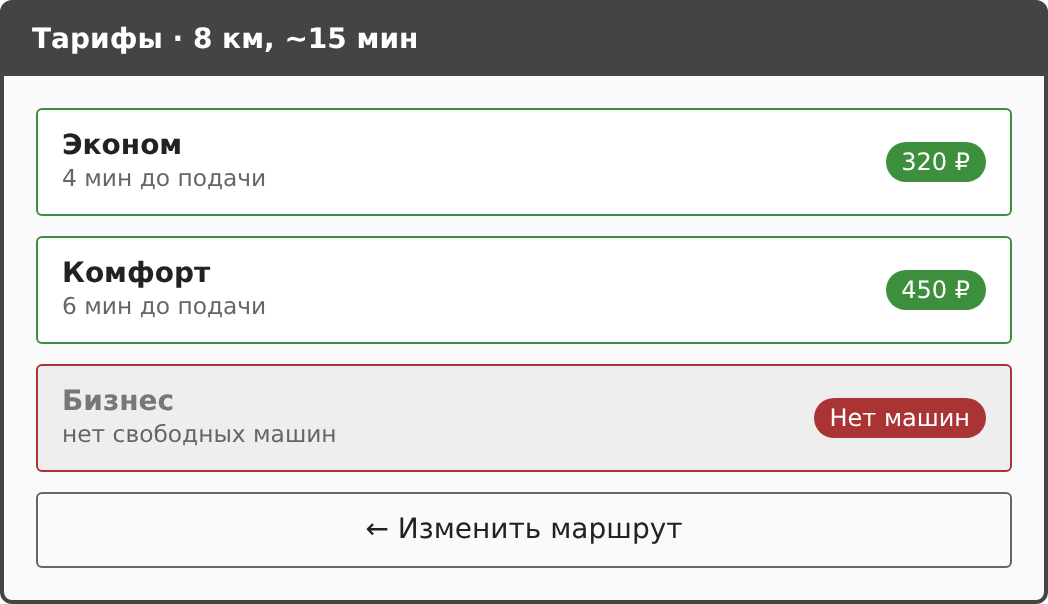 Тарифы · 8 км, ~15 мин
Эконом
4 мин до подачи
320 ₽
Комфорт
6 мин до подачи
450 ₽
Бизнес
нет свободных машин
Нет машин
← Изменить маршрут